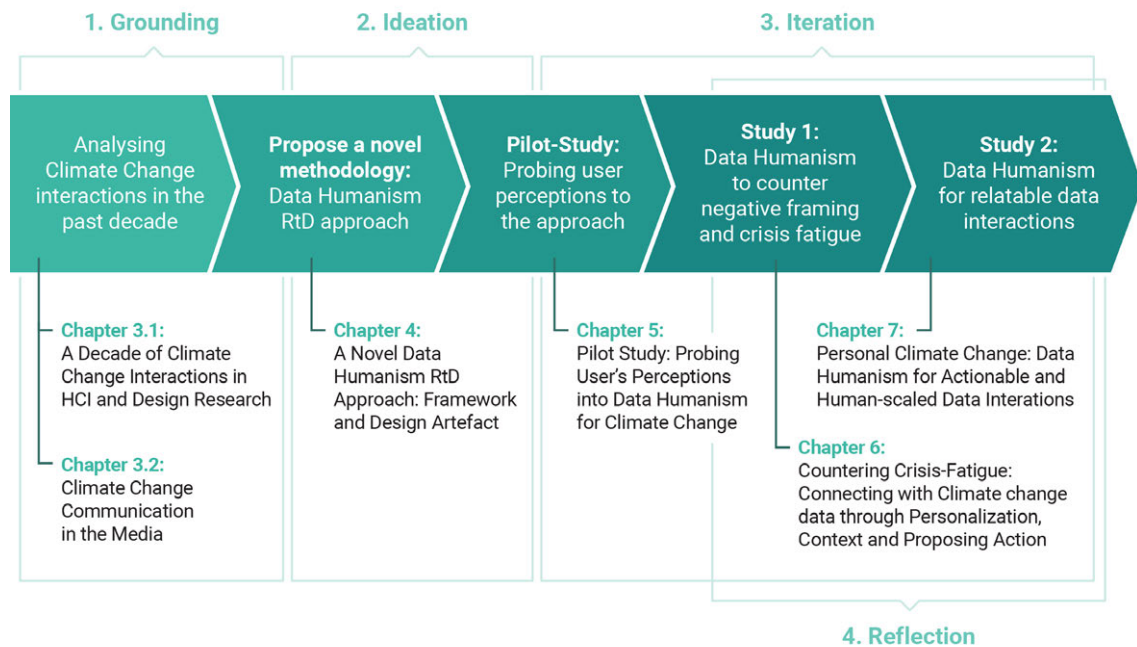 1. Grounding
2. Ideation
3. Iteration
Analysing
Climate Change
interactions in the
past decade
Propose a novel
methodology:
Data Humanism
RtD approach
Pilot-Study:
Probing user
perceptions to
the approach
Study 1:
Data Humanism
to counter
negative framing
and crisis fatigue
Study 2:
Data Humanism
for relatable data
interactions
Chapter 3.1:
A Decade of Climate
Change Interactions in
HCI and Design Research
Chapter 3.2:
Climate Change
Communication
in the Media
Chapter 4:
A Novel Data
Humanism RtD
Approach: Framework
and Design Artefact
Chapter 5:
Pilot Study: Probing
User's Perceptions
into Data Humanism
for Climate Change
Chapter 7:
Personal Climate Change: Data
Humanism for Actionable and
Human-scaled Data Interations
Chapter 6:
Countering Crisis-Fatigue:
Connecting with Climate change
data through Personalization,
Context and Proposing Action
4. Reflection